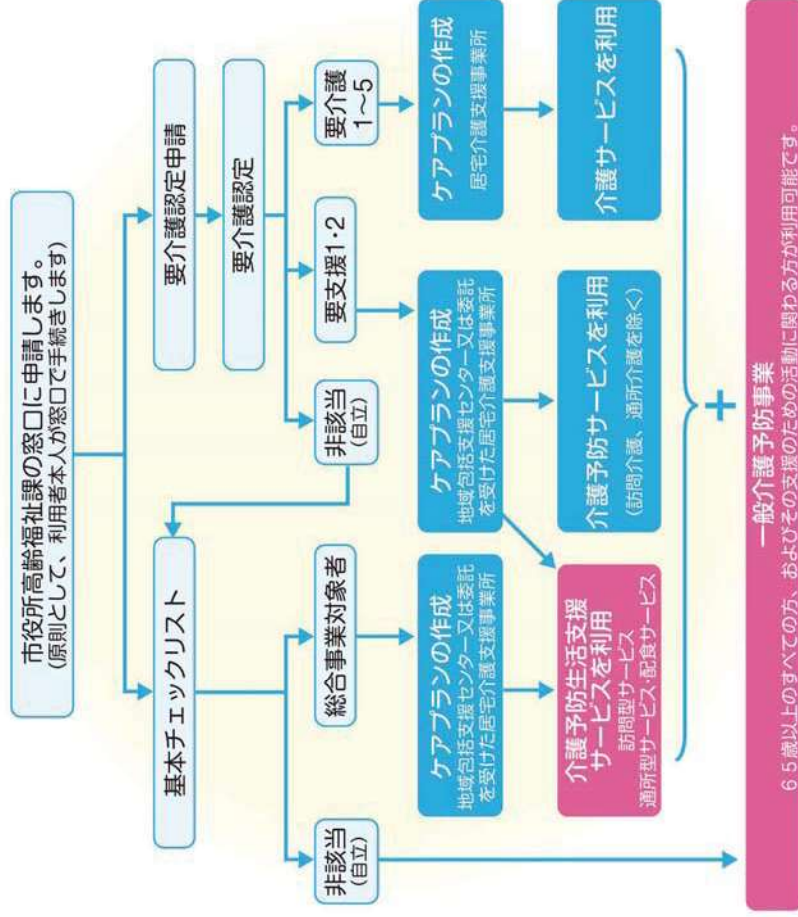 市役所高齢福祉課の窓口に申請します。
(原則として、利用者本人が窓口で手続きします)
基本チェックリスト
要介護認定申請
要介護認定
非該当
(自立)
総合事業対象者
非該当
(自立)
要支援1・2
要介護
1〜5
ケアプランの作成
地域包括支援センター又は委託
を受けた居宅介護支援事業所
ケアプランの作成
地域包括支援センター又は委託
を受けた居宅介護支援事業所
ケアプランの作成
居宅介護支援事業所
介護予防生活支援
サービスを利用
訪問型サービス
通所型サービス・配食サービス
介護予防サービスを利用
(訪問介護、通所介護を除く)
介護サービスを利用
+
一般介護予防事業
65歳以上のすべての方、およびその支援のための活動に関わる方が利用可能です。